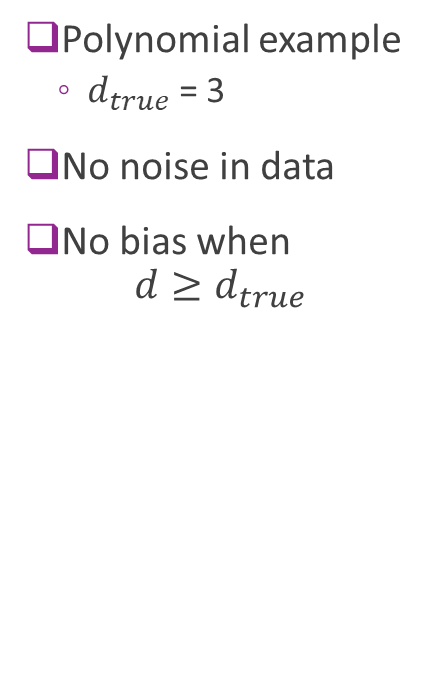 ❑Polynomial example
◦ d_true = 3
❑No noise in data
❑No bias when
d ≥ d_true